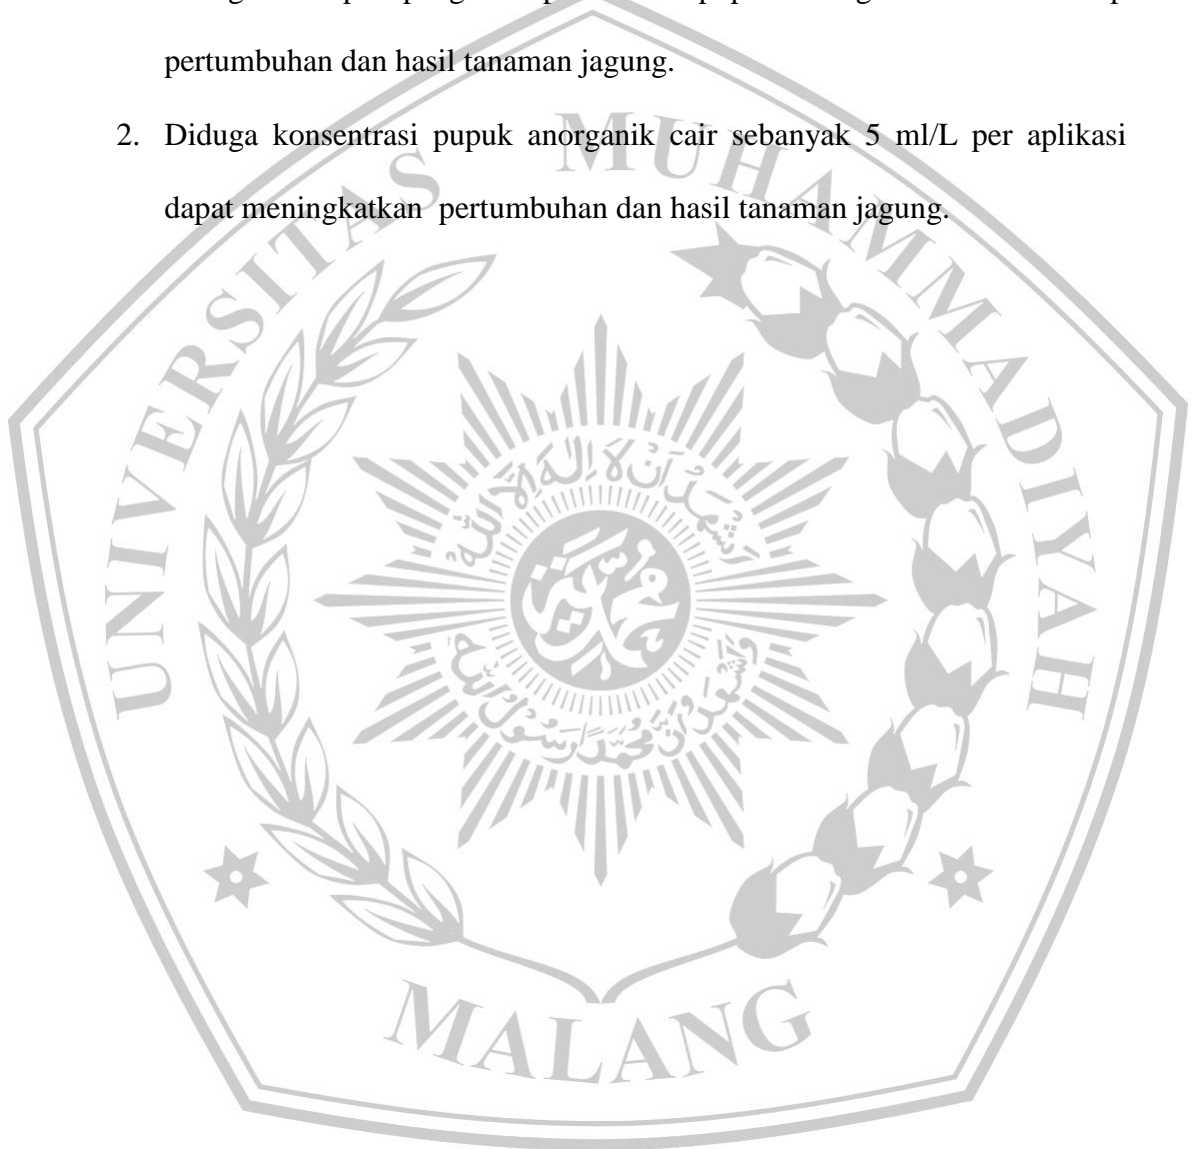 pertumbuhan dan hasil tanaman jagung.
2. Diduga konsentrasi pupuk anorganik cair sebanyak 5 ml/L per aplikasi
dapat meningkatkan pertumbuhan dan hasil tanaman jagung.
UNIVERSITAS MUHAMMADIYAH
MALANG